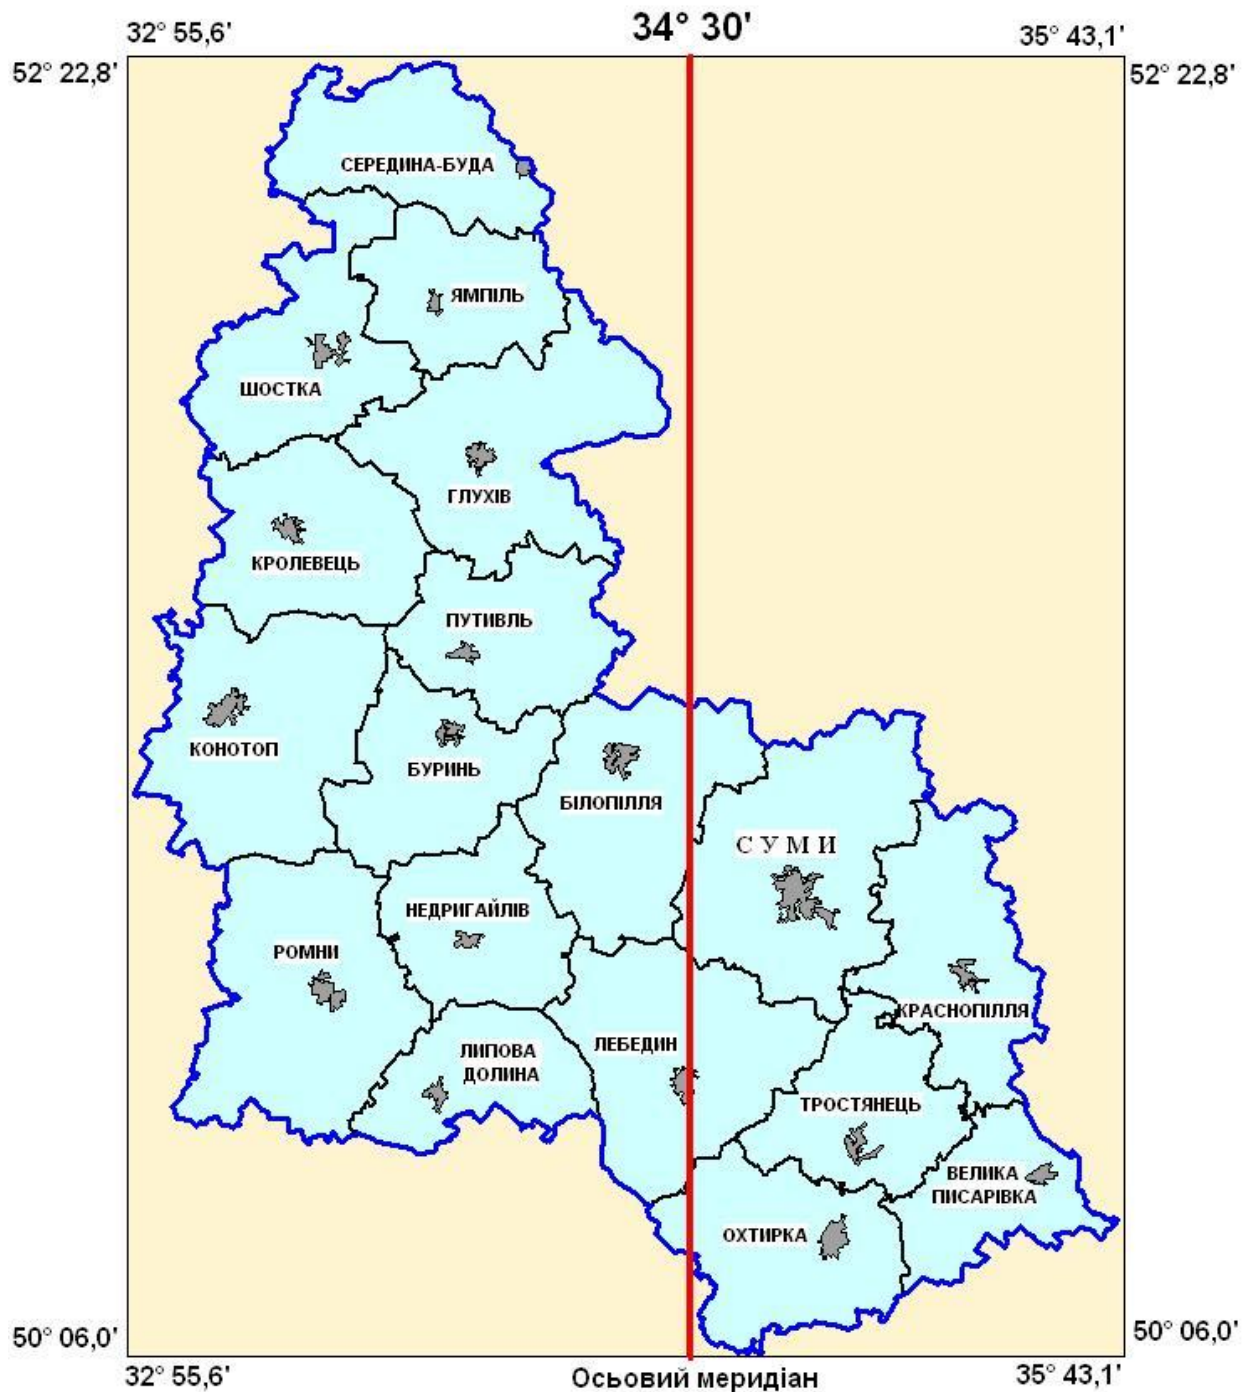 34° 30'
32° 55,6'
35° 43,1'
52° 22,8'
52° 22,8'
СЕРЕДИНА-БУДА
ЯМПІЛЬ
ШОСТКА
ГЛУХІВ
КРОЛЕВЕЦЬ
ПУТИВЛЬ
КОНОТОП
БУРИНЬ
БІЛОПІЛЛЯ
СУМИ
НЕДРИГАЙЛІВ
РОМНИ
КРАСНОПІЛЛЯ
ЛЕБЕДИН
ЛИПОВА
ДОЛИНА
ТРОСТЯНЕЦЬ
ВЕЛИКА
ПИСАРІВКА
ОХТИРКА
50° 06,0'
50° 06,0'
32° 55,6'
Осьовий меридіан
35° 43,1'